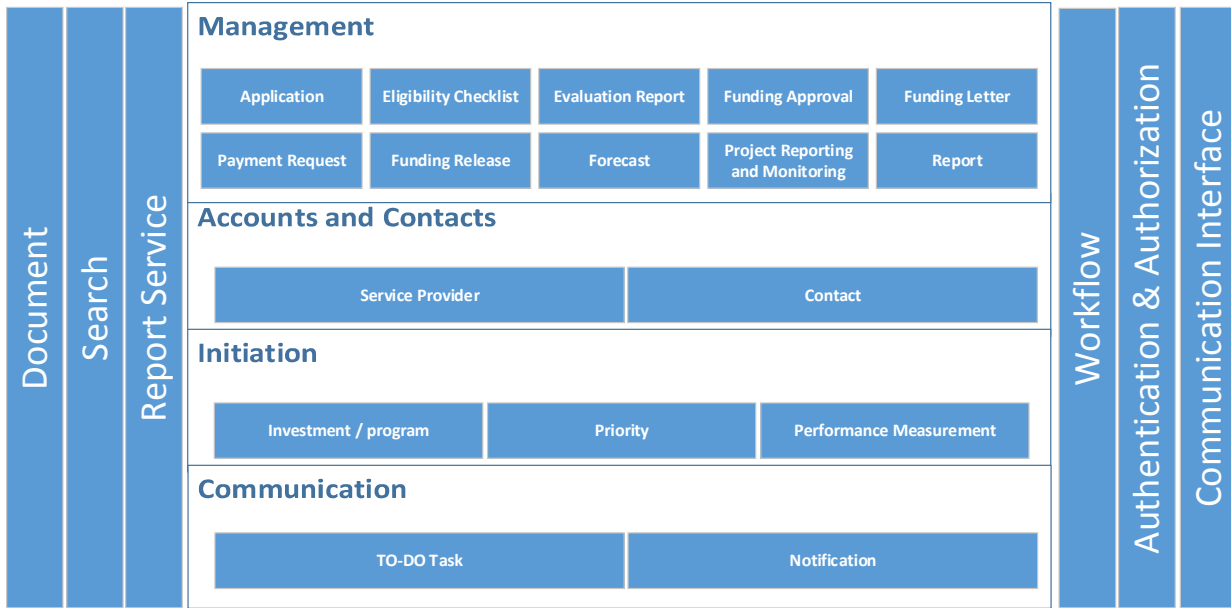 Document
Search
Report Service
Management
Application
Eligibility Checklist
Evaluation Report
Funding Approval
Funding Letter
Payment Request
Funding Release
Forecast
Project Reporting
and Monitoring
Report
Accounts and Contacts
Service Provider
Contact
Initiation
Investment / program
Priority
Performance Measurement
Communication
TO-DO Task
Notification
Workflow
Authentication & Authorization
Communication Interface